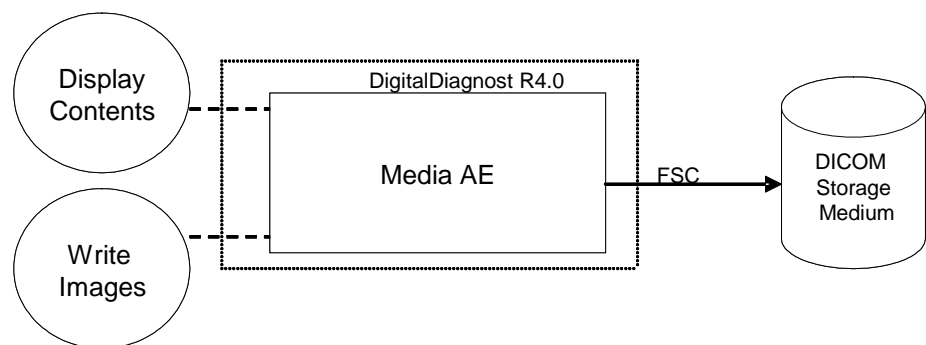 Display
Contents
DigitalDiagnost R4.0
Media AE
FSC
DICOM
Storage
Medium
Write
Images